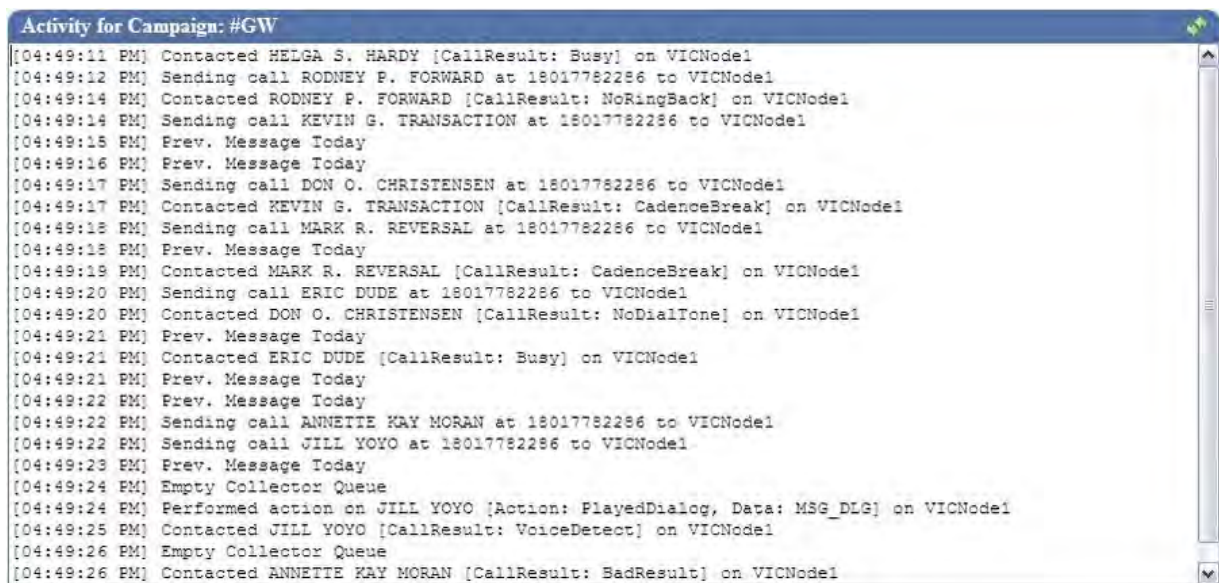 Activity for Campaign: #GW
[04:49:11 PM] Contacted HELGA S. HARDY [CallResult: Busy] on VICNode1
[04:49:12 PM] Sending call RODNEY P. FORWARD at 18017782286 to VICNode1
[04:49:14 PM] Contacted RODNEY P. FORWARD [CallResult: NoRingBack] on VICNode1
[04:49:14 PM] Sending call KEVIN G. TRANSACTION at 18017782286 to VICNode1
[04:49:15 PM] Prev. Message Today
[04:49:16 PM] Prev. Message Today
[04:49:17 PM] Sending call DON O. CHRISTENSEN at 18017782286 to VICNode1
[04:49:17 PM] Contacted KEVIN G. TRANSACTION [CallResult: CadenceBreak] on VICNode1
[04:49:18 PM] Sending call MARK R. REVERSAL at 18017782286 to VICNode1
[04:49:18 PM] Prev. Message Today
[04:49:19 PM] Contacted MARK R. REVERSAL [CallResult: CadenceBreak] on VICNode1
[04:49:20 PM] Sending call ERIC DUDE at 18017782286 to VICNode1
[04:49:20 PM] Contacted DON O. CHRISTENSEN [CallResult: NoDialTone] on VICNode1
[04:49:21 PM] Prev. Message Today
[04:49:21 PM] Contacted ERIC DUDE [CallResult: Busy] on VICNode1
[04:49:21 PM] Prev. Message Today
[04:49:22 PM] Prev. Message Today
[04:49:22 PM] Sending call ANNETTE KAY MORAN at 18017782286 to VICNode1
[04:49:22 PM] Sending call JILL YOYO at 18017782286 to VICNode1
[04:49:23 PM] Prev. Message Today
[04:49:24 PM] Empty Collector Queue
[04:49:24 PM] Performed action on JILL YOYO [Action: PlayedDialog, Data: MSG_DLG] on VICNode1
[04:49:25 PM] Contacted JILL YOYO [CallResult: VoiceDetect] on VICNode1
[04:49:26 PM] Empty Collector Queue
[04:49:26 PM] Contacted ANNETTE KAY MORAN [CallResult: BadResult] on VICNode1